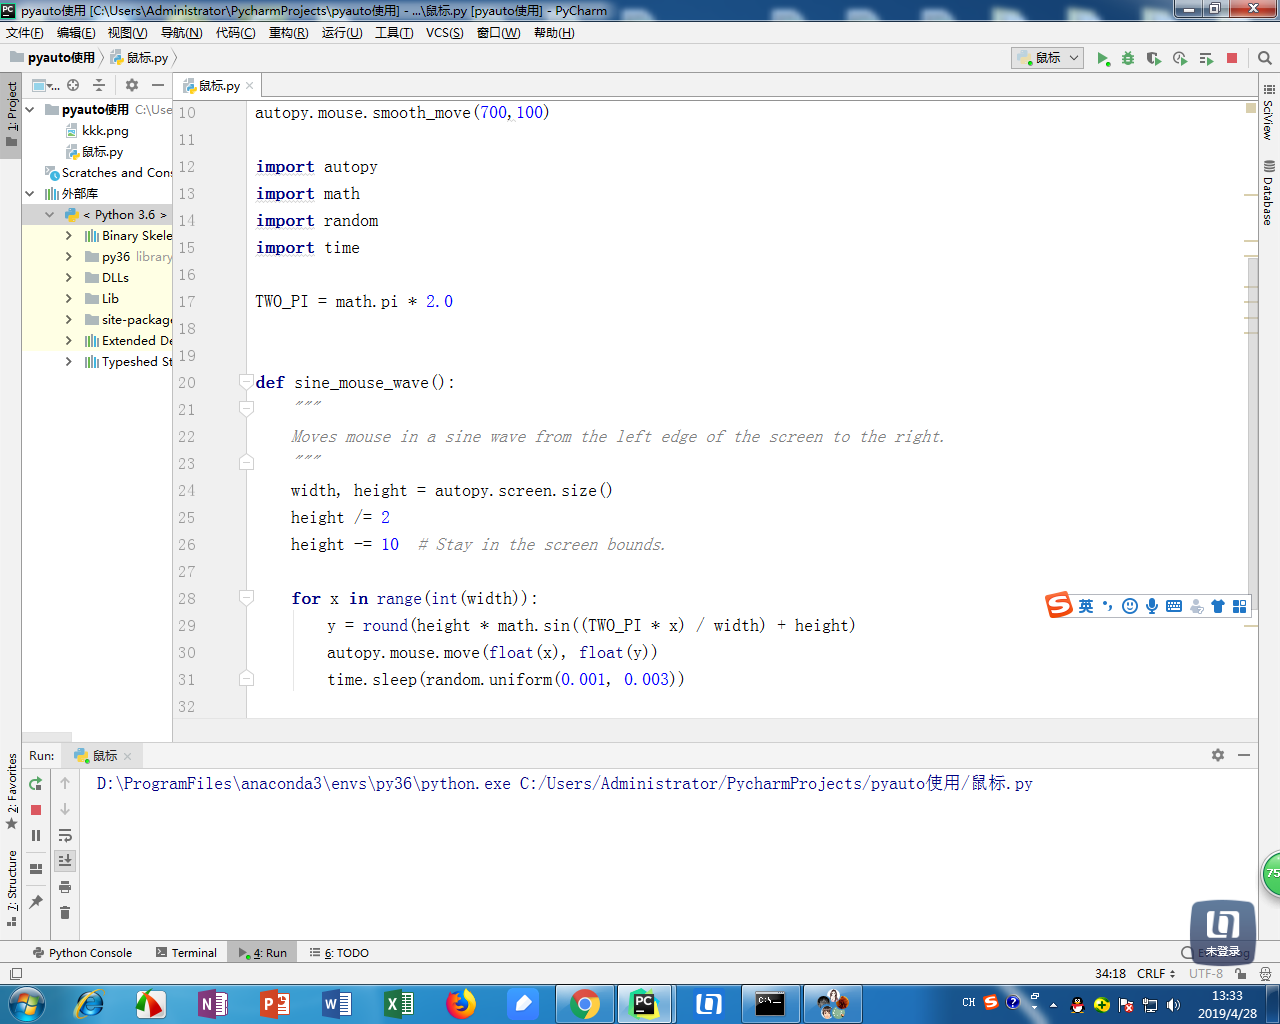 pyauto使用 [C:\Users\Administrator\PycharmProjects\pyauto使用] - ...\鼠标.py [pyauto使用] - PyCharm
文件(F) 编辑(E) 视图(V) 导航(N) 代码(C) 重构(R) 运行(U) 工具(T) VCS(S) 窗口(W) 帮助(H)
pyauto使用 鼠标.py 鼠标
1: Project
鼠标.py
pyauto使用 C:\Use
kkk.png
鼠标.py
Scratches and Con
外部库
< Python 3.6 >
Binary Skele
py36 library
DLLs
Lib
site-package
Extended De
Typeshed St
10 autopy.mouse.smooth_move(700,100)
11
12 import autopy
13 import math
14 import random
15 import time
16
17 TWO_PI = math.pi * 2.0
18
19
20 def sine_mouse_wave():
21 """
22 Moves mouse in a sine wave from the left edge of the screen to the right.
23 """
24 width, height = autopy.screen.size()
25 height /= 2
26 height -= 10  # Stay in the screen bounds.
27
28 for x in range(int(width)):
29 y = round(height * math.sin((TWO_PI * x) / width) + height)
30 autopy.mouse.move(float(x), float(y))
31 time.sleep(random.uniform(0.001, 0.003))
32
SciView
Database
英
Run: 鼠标
D:\ProgramFiles\anaconda3\envs\py36\python.exe C:/Users/Administrator/PycharmProjects/pyauto使用/鼠标.py
2: Favorites
7: Structure
75
未登录
Python Console Terminal 4: Run 6: TODO
34:18 CRLF UTF-8
CH
13:33
2019/4/28